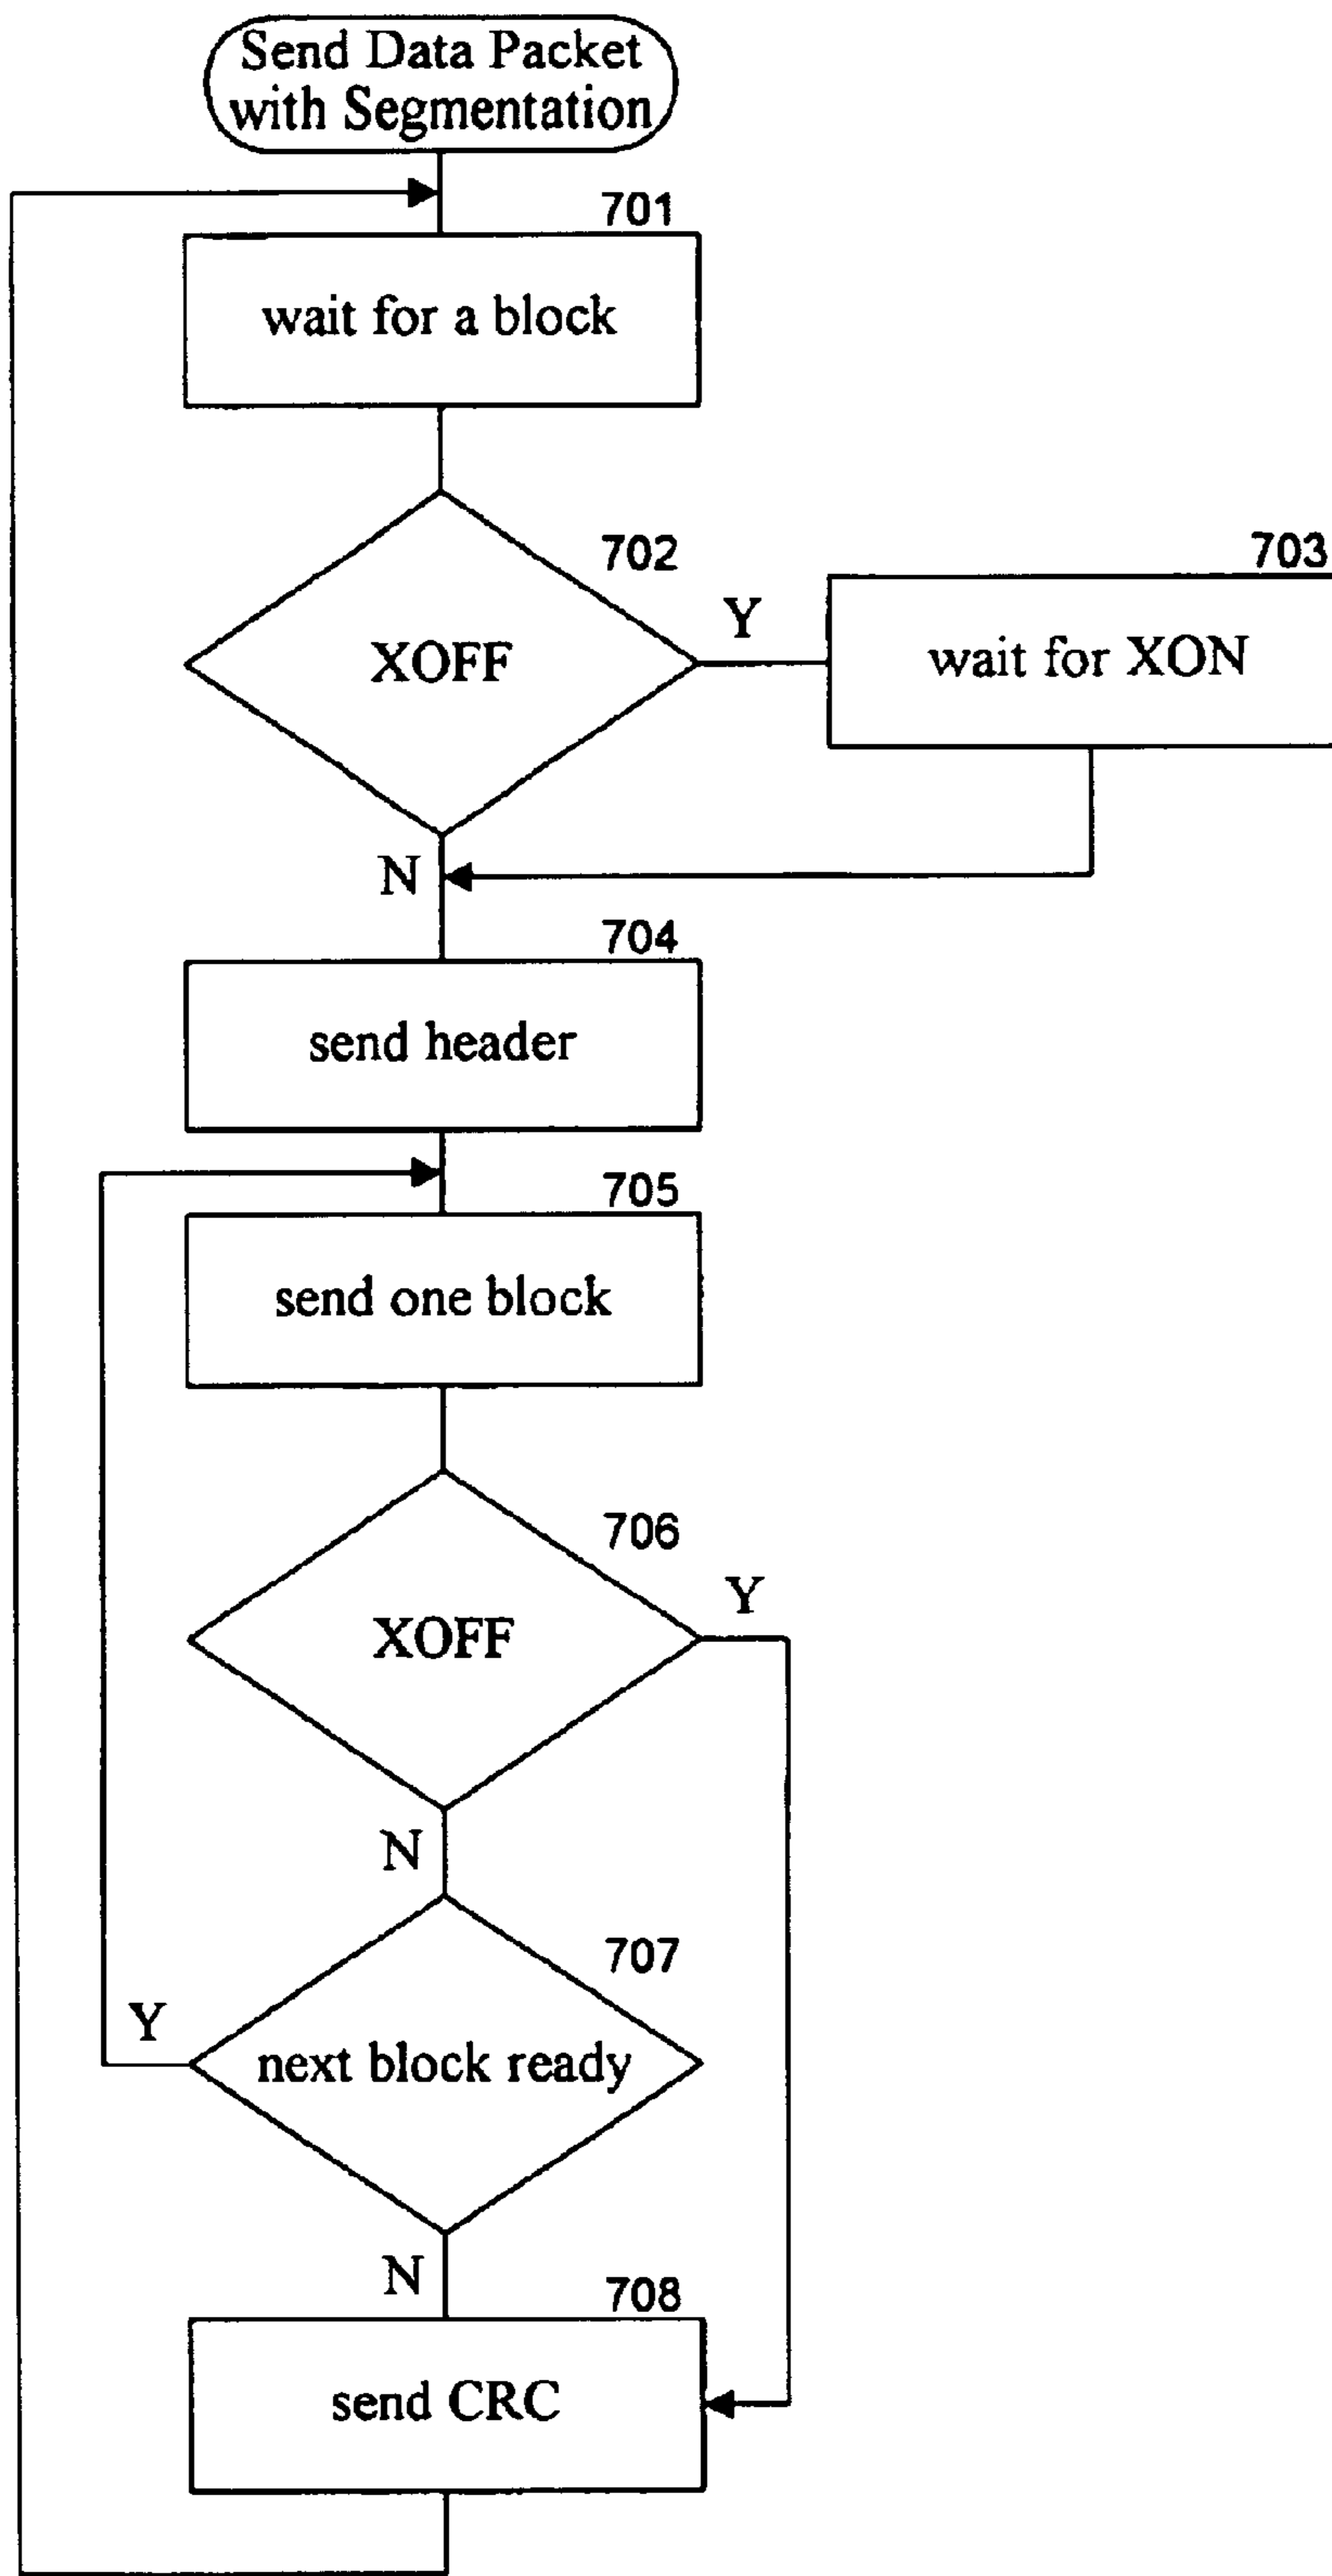 Send Data Packet
with Segmentation
701
wait for a block
702
XOFF
Y
703
wait for XON
N
704
send header
705
send one block
706
XOFF
Y
N
707
next block ready
Y
N
708
send CRC